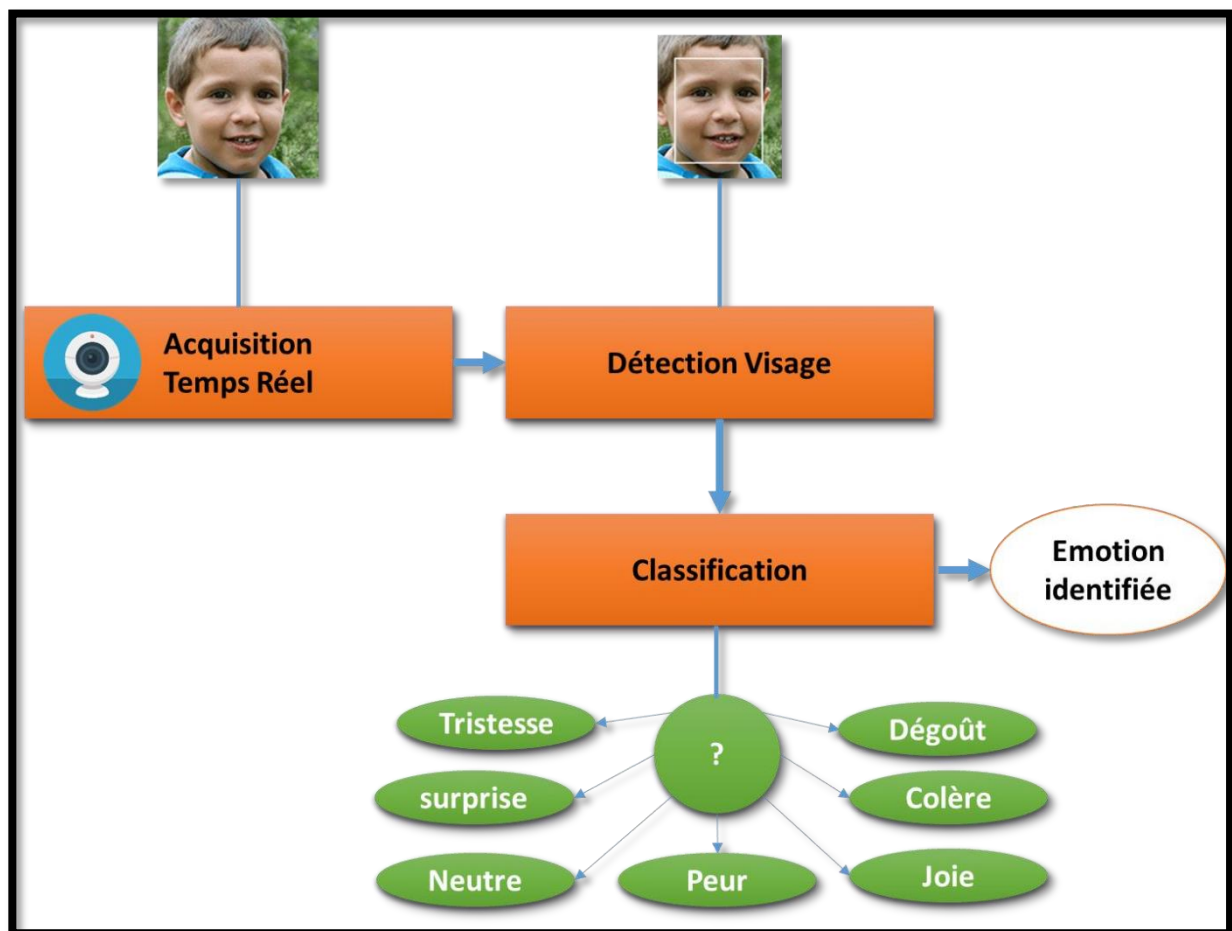 Acquisition
Temps Réel
Détection Visage
Classification
Emotion
identifiée
Tristesse
?
Dégoût
surprise
Colère
Neutre
Peur
Joie